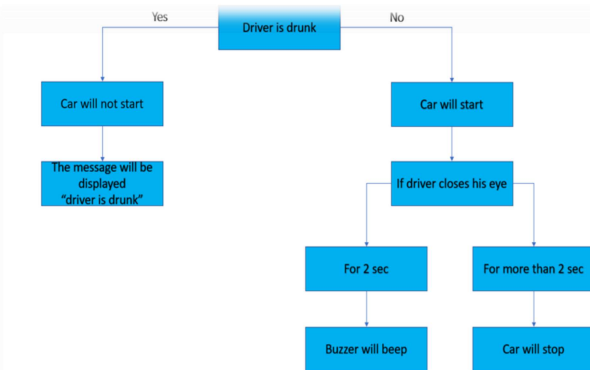 Yes
Driver is drunk
No
Car will not start
Car will start
The message will be
displayed
“driver is drunk”
If driver closes his eye
For 2 sec
For more than 2 sec
Buzzer will beep
Car will stop